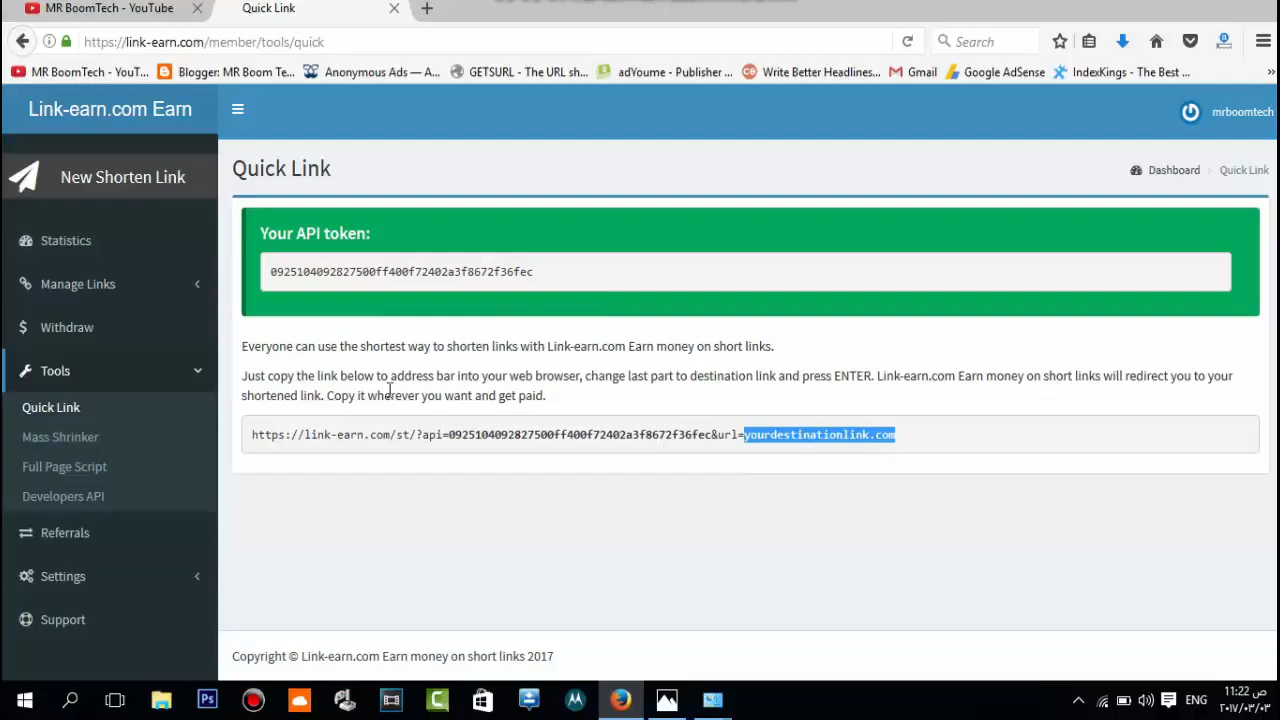 MR BoomTech - YouTube
Quick Link
https://link-earn.com/member/tools/quick
Search
MR BoomTech - YouT...
Blogger: MR Boom Te...
Anonymous Ads — A...
GETSURL - The URL sh...
adYoume - Publisher ...
Write Better Headlines...
Gmail
Google AdSense
IndexKings - The Best ...
»
Link-earn.com Earn
mrboomtech
New Shorten Link
Quick Link
Dashboard
Quick Link
Your API token:
0925104092827500ff400f72402a3f8672f36fec
Statistics
Manage Links
Withdraw
Tools
Quick Link
Mass Shrinker
Full Page Script
Developers API
Referrals
Settings
Support
Everyone can use the shortest way to shorten links with Link-earn.com Earn money on short links.
Just copy the link below to address bar into your web browser, change last part to destination link and press ENTER. Link-earn.com Earn money on short links will redirect you to your
shortened link. Copy it wherever you want and get paid.
https://link-earn.com/st/?api=0925104092827500ff400f72402a3f8672f36fec&url=yourdestinationlink.com
Copyright © Link-earn.com Earn money on short links 2017
Ps
ENG
11:22 ص
٢٠١٧/٠٣/٠٣